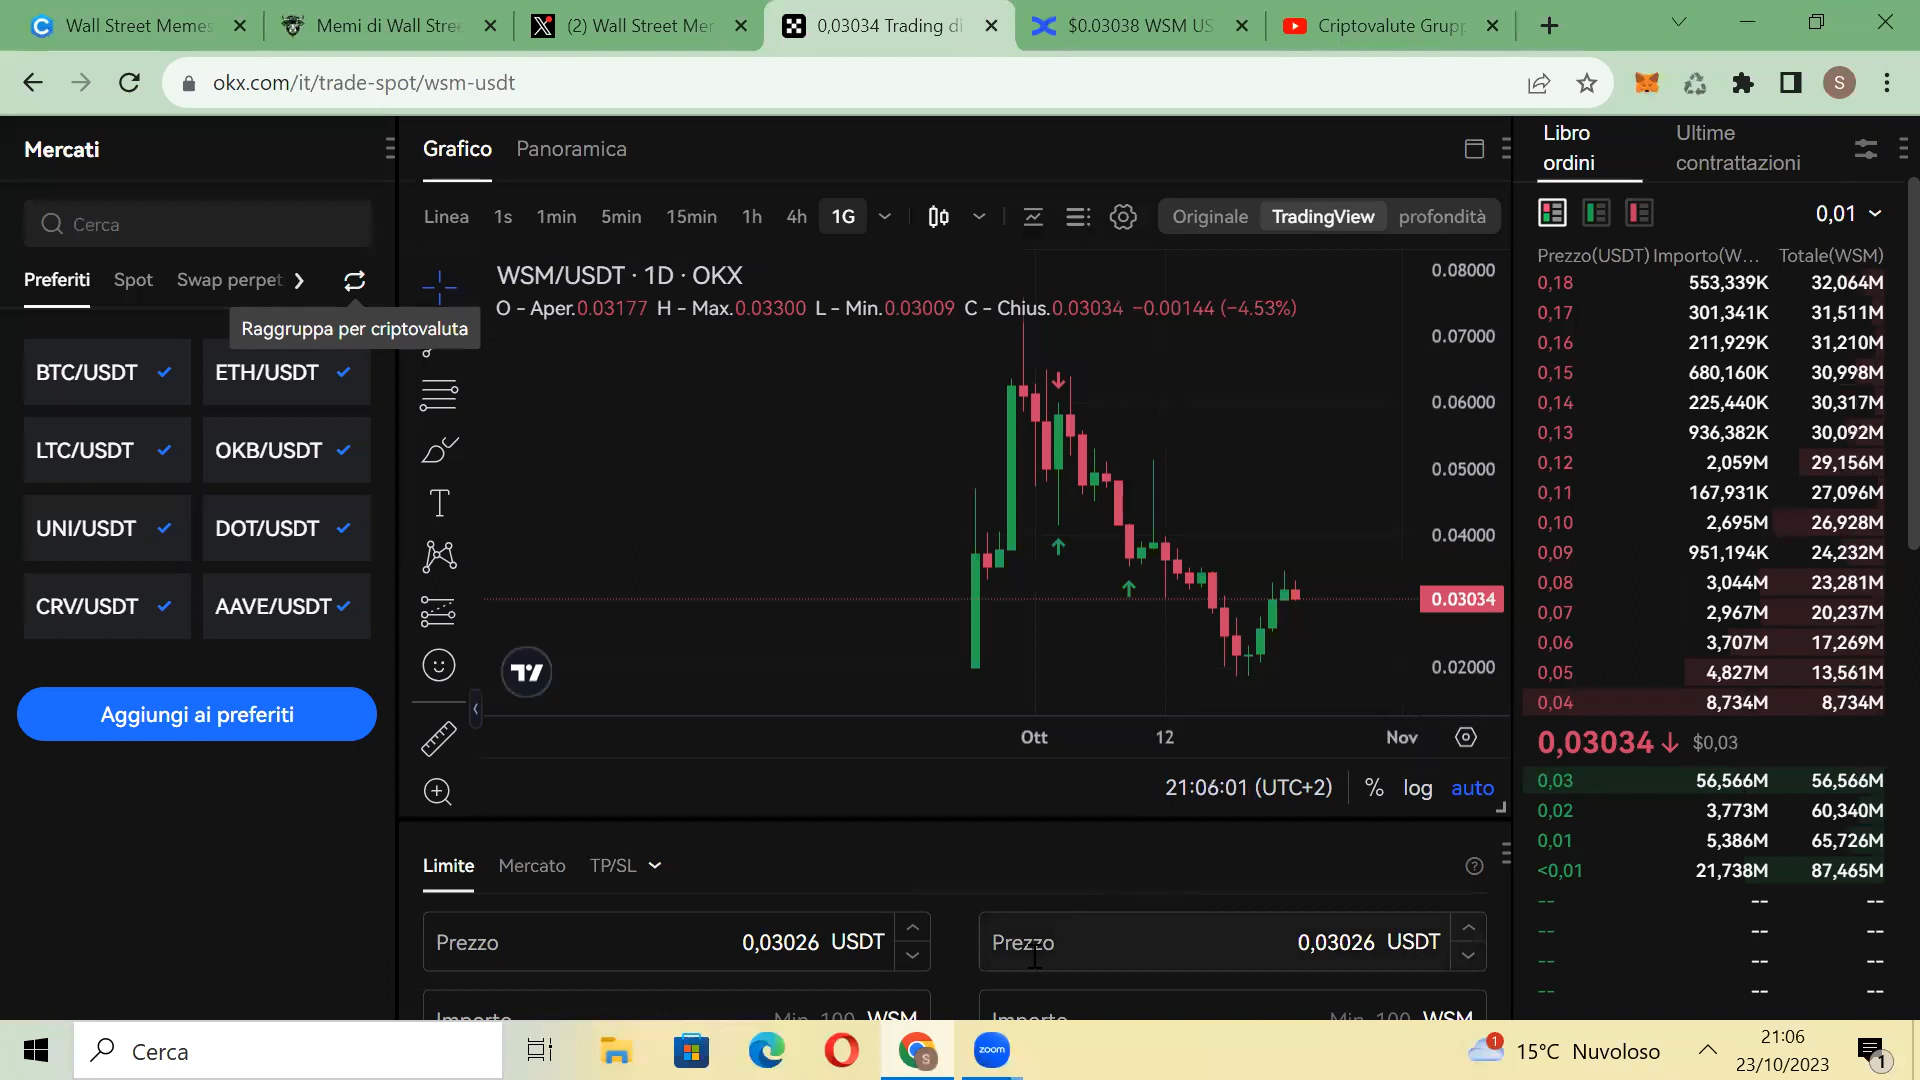 Wall Street Memes
Memi di Wall Stree
(2) Wall Street Mer
0,03034 Trading di
$0.03038 WSM US
Criptovalute Grupp
okx.com/it/trade-spot/wsm-usdt
S
Mercati
Cerca
Preferiti Spot Swap perpet
Raggruppa per criptovaluta
BTC/USDT ETH/USDT
LTC/USDT OKB/USDT
UNI/USDT DOT/USDT
CRV/USDT AAVE/USDT
Aggiungi ai preferiti
Grafico Panoramica
Linea 1s 1min 5min 15min 1h 4h 1G
Originale TradingView profondità
WSM/USDT · 1D · OKX
O – Aper.0.03177 H – Max.0.03300 L – Min.0.03009 C – Chius.0.03034 −0.00144 (−4.53%)
0.08000
0.07000
0.06000
0.05000
0.04000
0.03034
0.02000
Ott 12 Nov
21:06:01 (UTC+2) % log auto
Limite Mercato TP/SL
Prezzo 0,03026 USDT
Prezzo 0,03026 USDT
Importo Min. 100 WSM
Importo Min. 100 WSM
Libro ordini
Ultime contrattazioni
0,01
Prezzo(USDT) Importo(W... Totale(WSM)
0,18 553,339K 32,064M
0,17 301,341K 31,511M
0,16 211,929K 31,210M
0,15 680,160K 30,998M
0,14 225,440K 30,317M
0,13 936,382K 30,092M
0,12 2,059M 29,156M
0,11 167,931K 27,096M
0,10 2,695M 26,928M
0,09 951,194K 24,232M
0,08 3,044M 23,281M
0,07 2,967M 20,237M
0,06 3,707M 17,269M
0,05 4,827M 13,561M
0,04 8,734M 8,734M
0,03034 $0,03
0,03 56,566M 56,566M
0,02 3,773M 60,340M
0,01 5,386M 65,726M
<0,01 21,738M 87,465M
-- -- --
-- -- --
-- -- --
-- -- --
Cerca
zoom
1
15°C Nuvoloso
21:06
23/10/2023
1